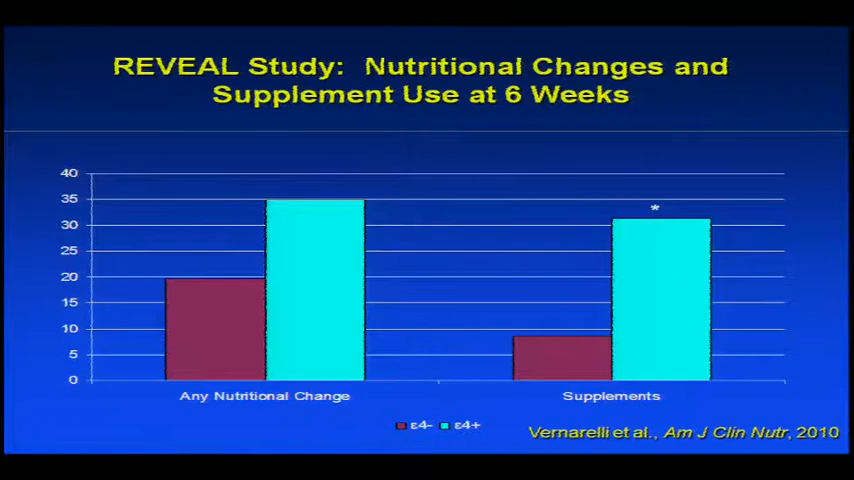 REVEAL Study: Nutritional Changes and
Supplement Use at 6 Weeks
40
35
30
25
20
15
10
5
0
*
Any Nutritional Change
Supplements
ε4- ε4+
Vernarelli et al., Am J Clin Nutr, 2010